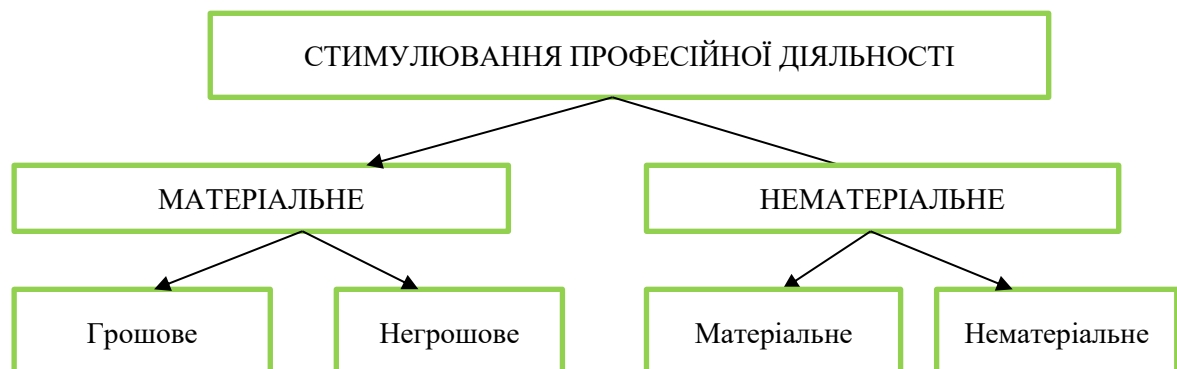 СТИМУЛЮВАННЯ ПРОФЕСІЙНОЇ ДІЯЛЬНОСТІ
МАТЕРІАЛЬНЕ
НЕМАТЕРІАЛЬНЕ
Грошове
Негрошове
Матеріальне
Нематеріальне